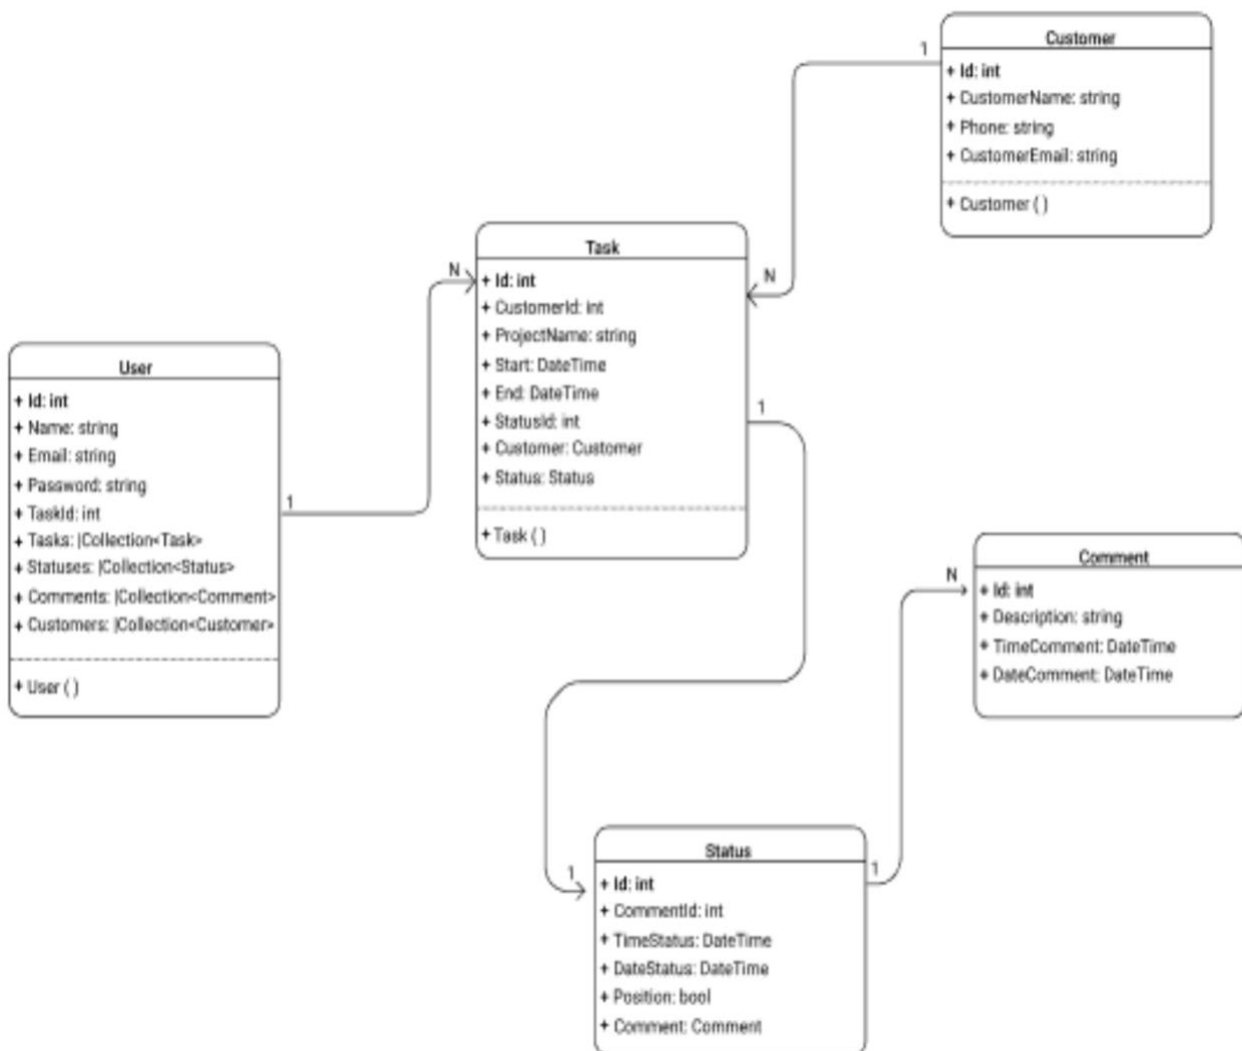 Customer
+ Id: int
+ CustomerName: string
+ Phone: string
+ CustomerEmail: string
+ Customer ( )
1
N
Task
+ Id: int
+ CustomerId: int
+ ProjectName: string
+ Start: DateTime
+ End: DateTime
+ StatusId: int
+ Customer: Customer
+ Status: Status
+ Task ( )
N
1
1
User
+ Id: int
+ Name: string
+ Email: string
+ Password: string
+ TaskId: int
+ Tasks: |Collection<Task>
+ Statuses: |Collection<Status>
+ Comments: |Collection<Comment>
+ Customers: |Collection<Customer>
+ User ( )
Comment
+ Id: int
+ Description: string
+ TimeComment: DateTime
+ DateComment: DateTime
N
1
1
Status
+ Id: int
+ CommentId: int
+ TimeStatus: DateTime
+ DateStatus: DateTime
+ Position: bool
+ Comment: Comment